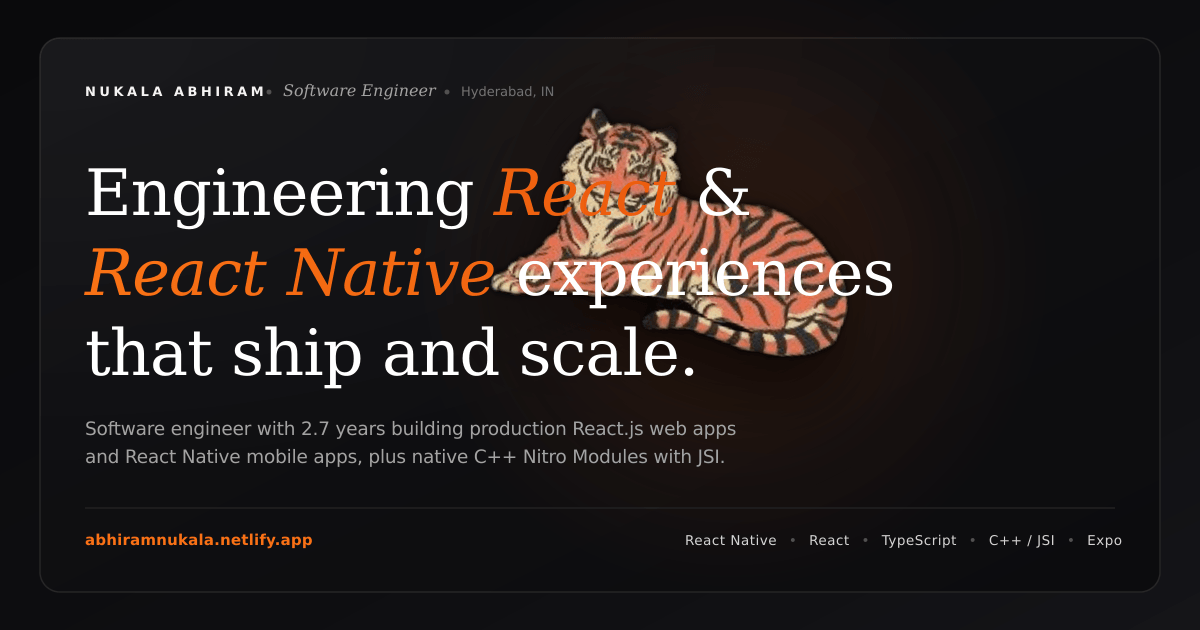 NUKALA ABHIRAM • Software Engineer • Hyderabad, IN
Engineering React &
React Native experiences
that ship and scale.
Software engineer with 2.7 years building production React.js web apps
and React Native mobile apps, plus native C++ Nitro Modules with JSI.
abhiramnukala.netlify.app
React Native • React • TypeScript • C++ / JSI • Expo